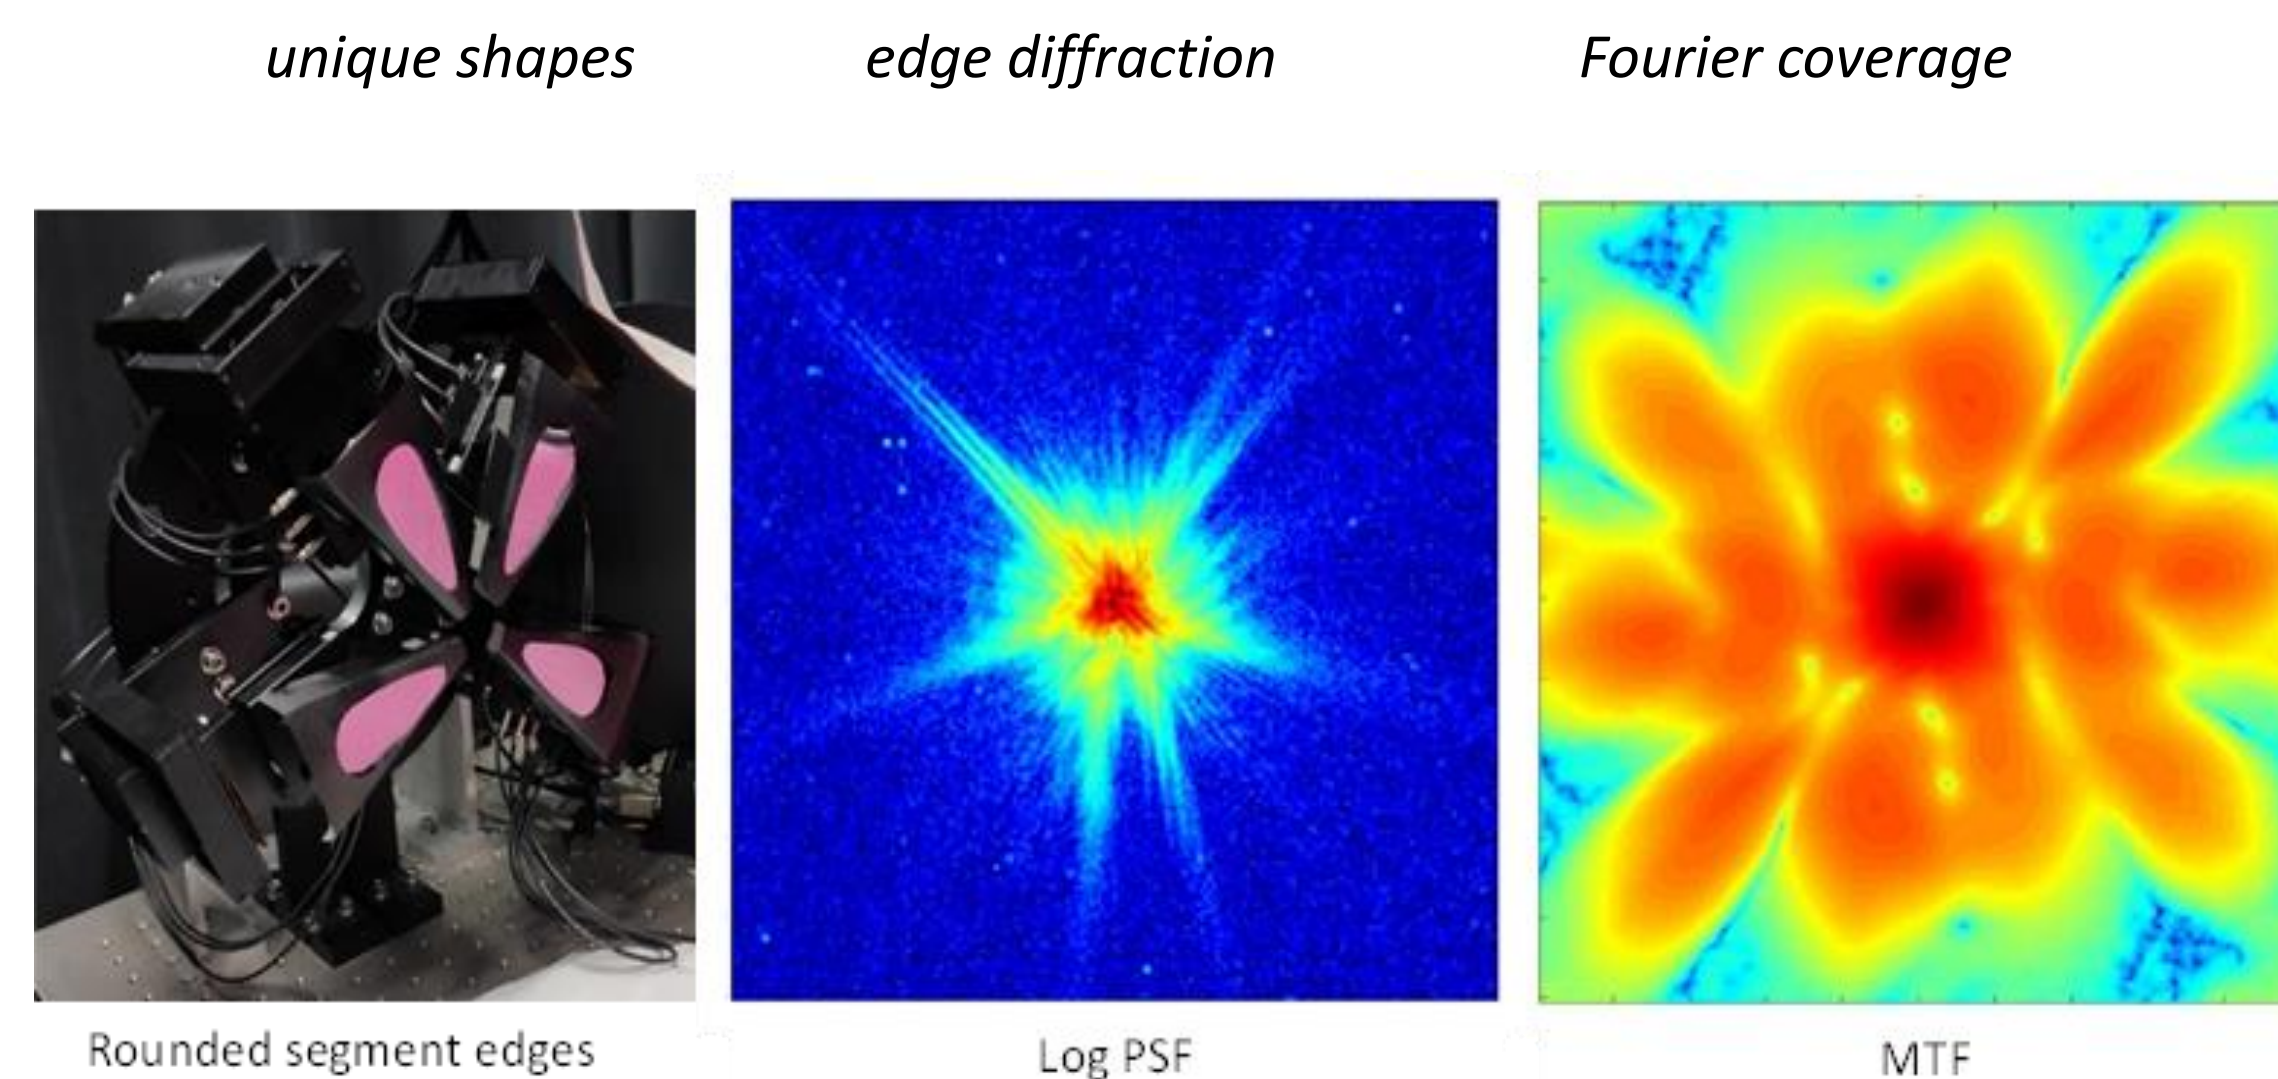 unique shapes
edge diffraction
Fourier coverage
Rounded segment edges
Log PSF
MTF